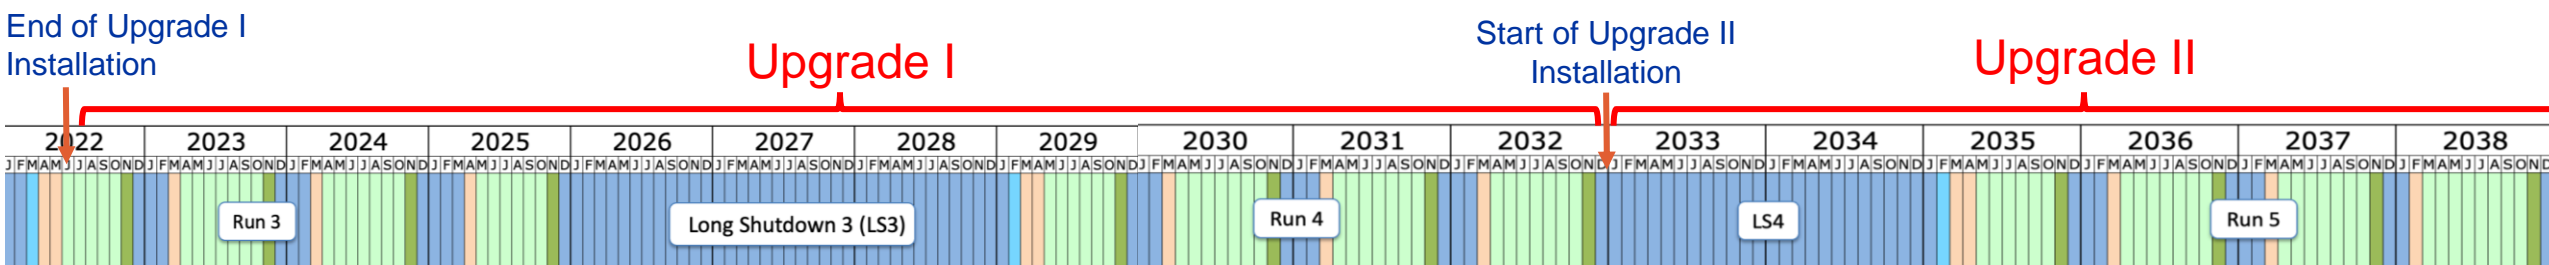 End of Upgrade I
Installation
Upgrade I
Start of Upgrade II
Installation
Upgrade II
2022 2023 2024 2025 2026 2027 2028 2029 2030 2031 2032 2033 2034 2035 2036 2037 2038
J F M A M J J A S O N D J F M A M J J A S O N D J F M A M J J A S O N D J F M A M J J A S O N D J F M A M J J A S O N D J F M A M J J A S O N D J F M A M J J A S O N D J F M A M J J A S O N D J F M A M J J A S O N D J F M A M J J A S O N D J F M A M J J A S O N D J F M A M J J A S O N D J F M A M J J A S O N D J F M A M J J A S O N D J F M A M J J A S O N D J F M A M J J A S O N D J F M A M J J A S O N D
Run 3
Long Shutdown 3 (LS3)
Run 4
LS4
Run 5